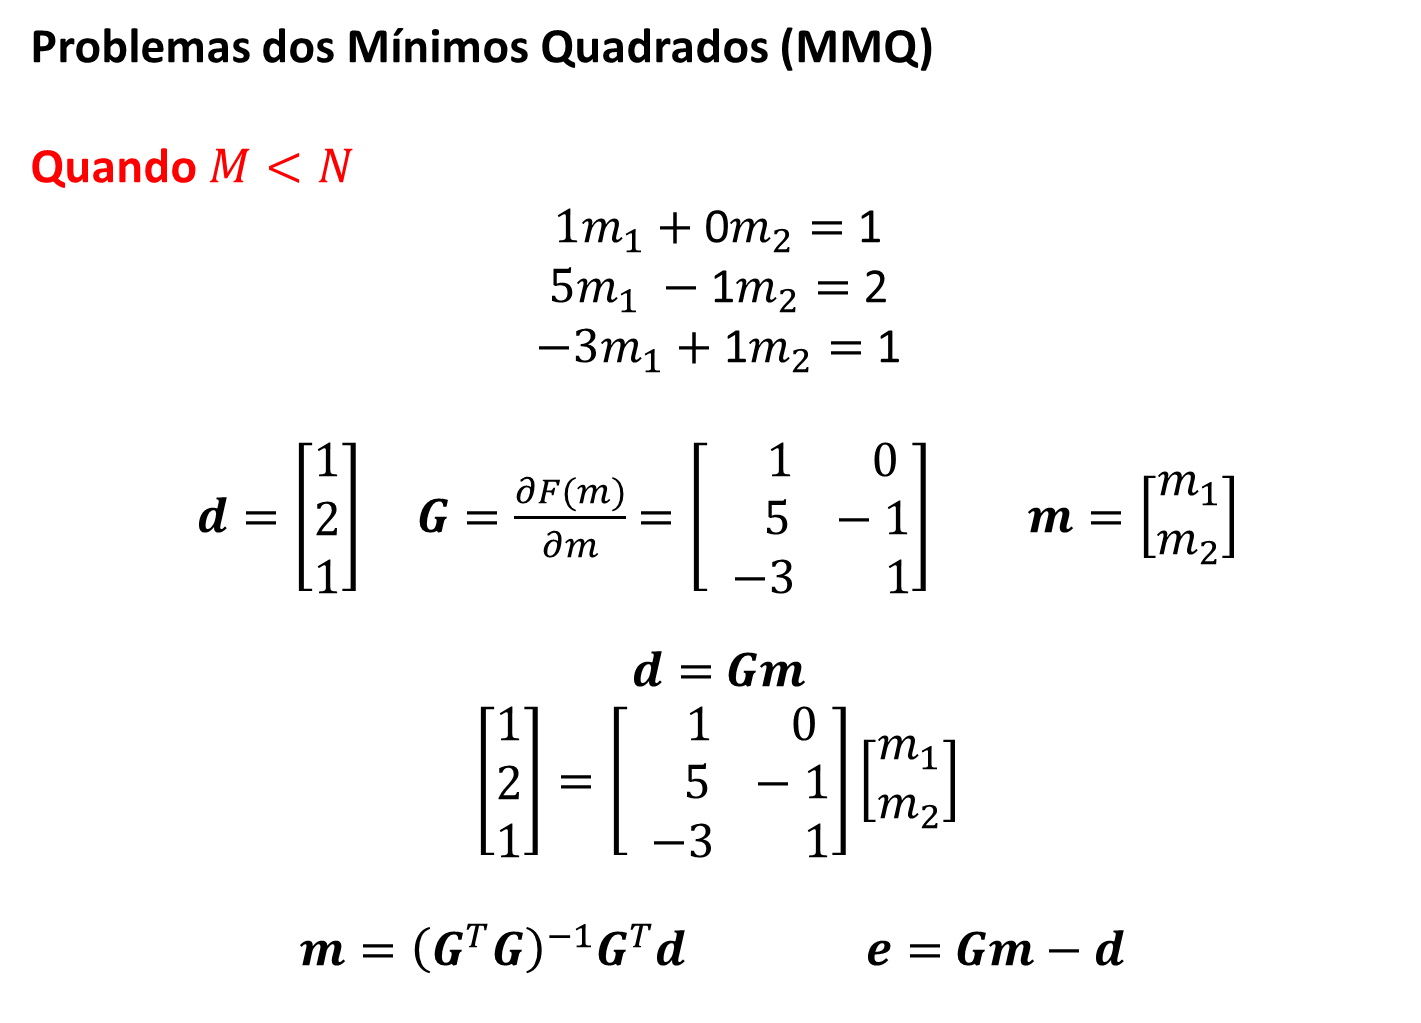 Problemas dos Mínimos Quadrados (MMQ)
Quando M < N
1m₁ + 0m₂ = 1
5m₁ − 1m₂ = 2
−3m₁ + 1m₂ = 1
d = [1 2 1] G = ∂F(m)/∂m = [1 0; 5 −1; −3 1] m = [m₁ m₂]
d = Gm
[1 2 1] = [1 0; 5 −1; −3 1] [m₁ m₂]
m = (GᵀG)⁻¹Gᵀd e = Gm − d